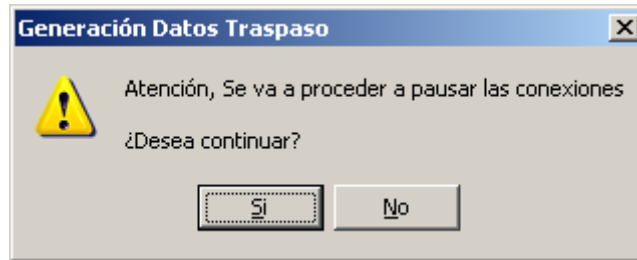 Generación Datos Traspaso
Atención, Se va a proceder a pausar las conexiones
¿Desea continuar?
Si
No